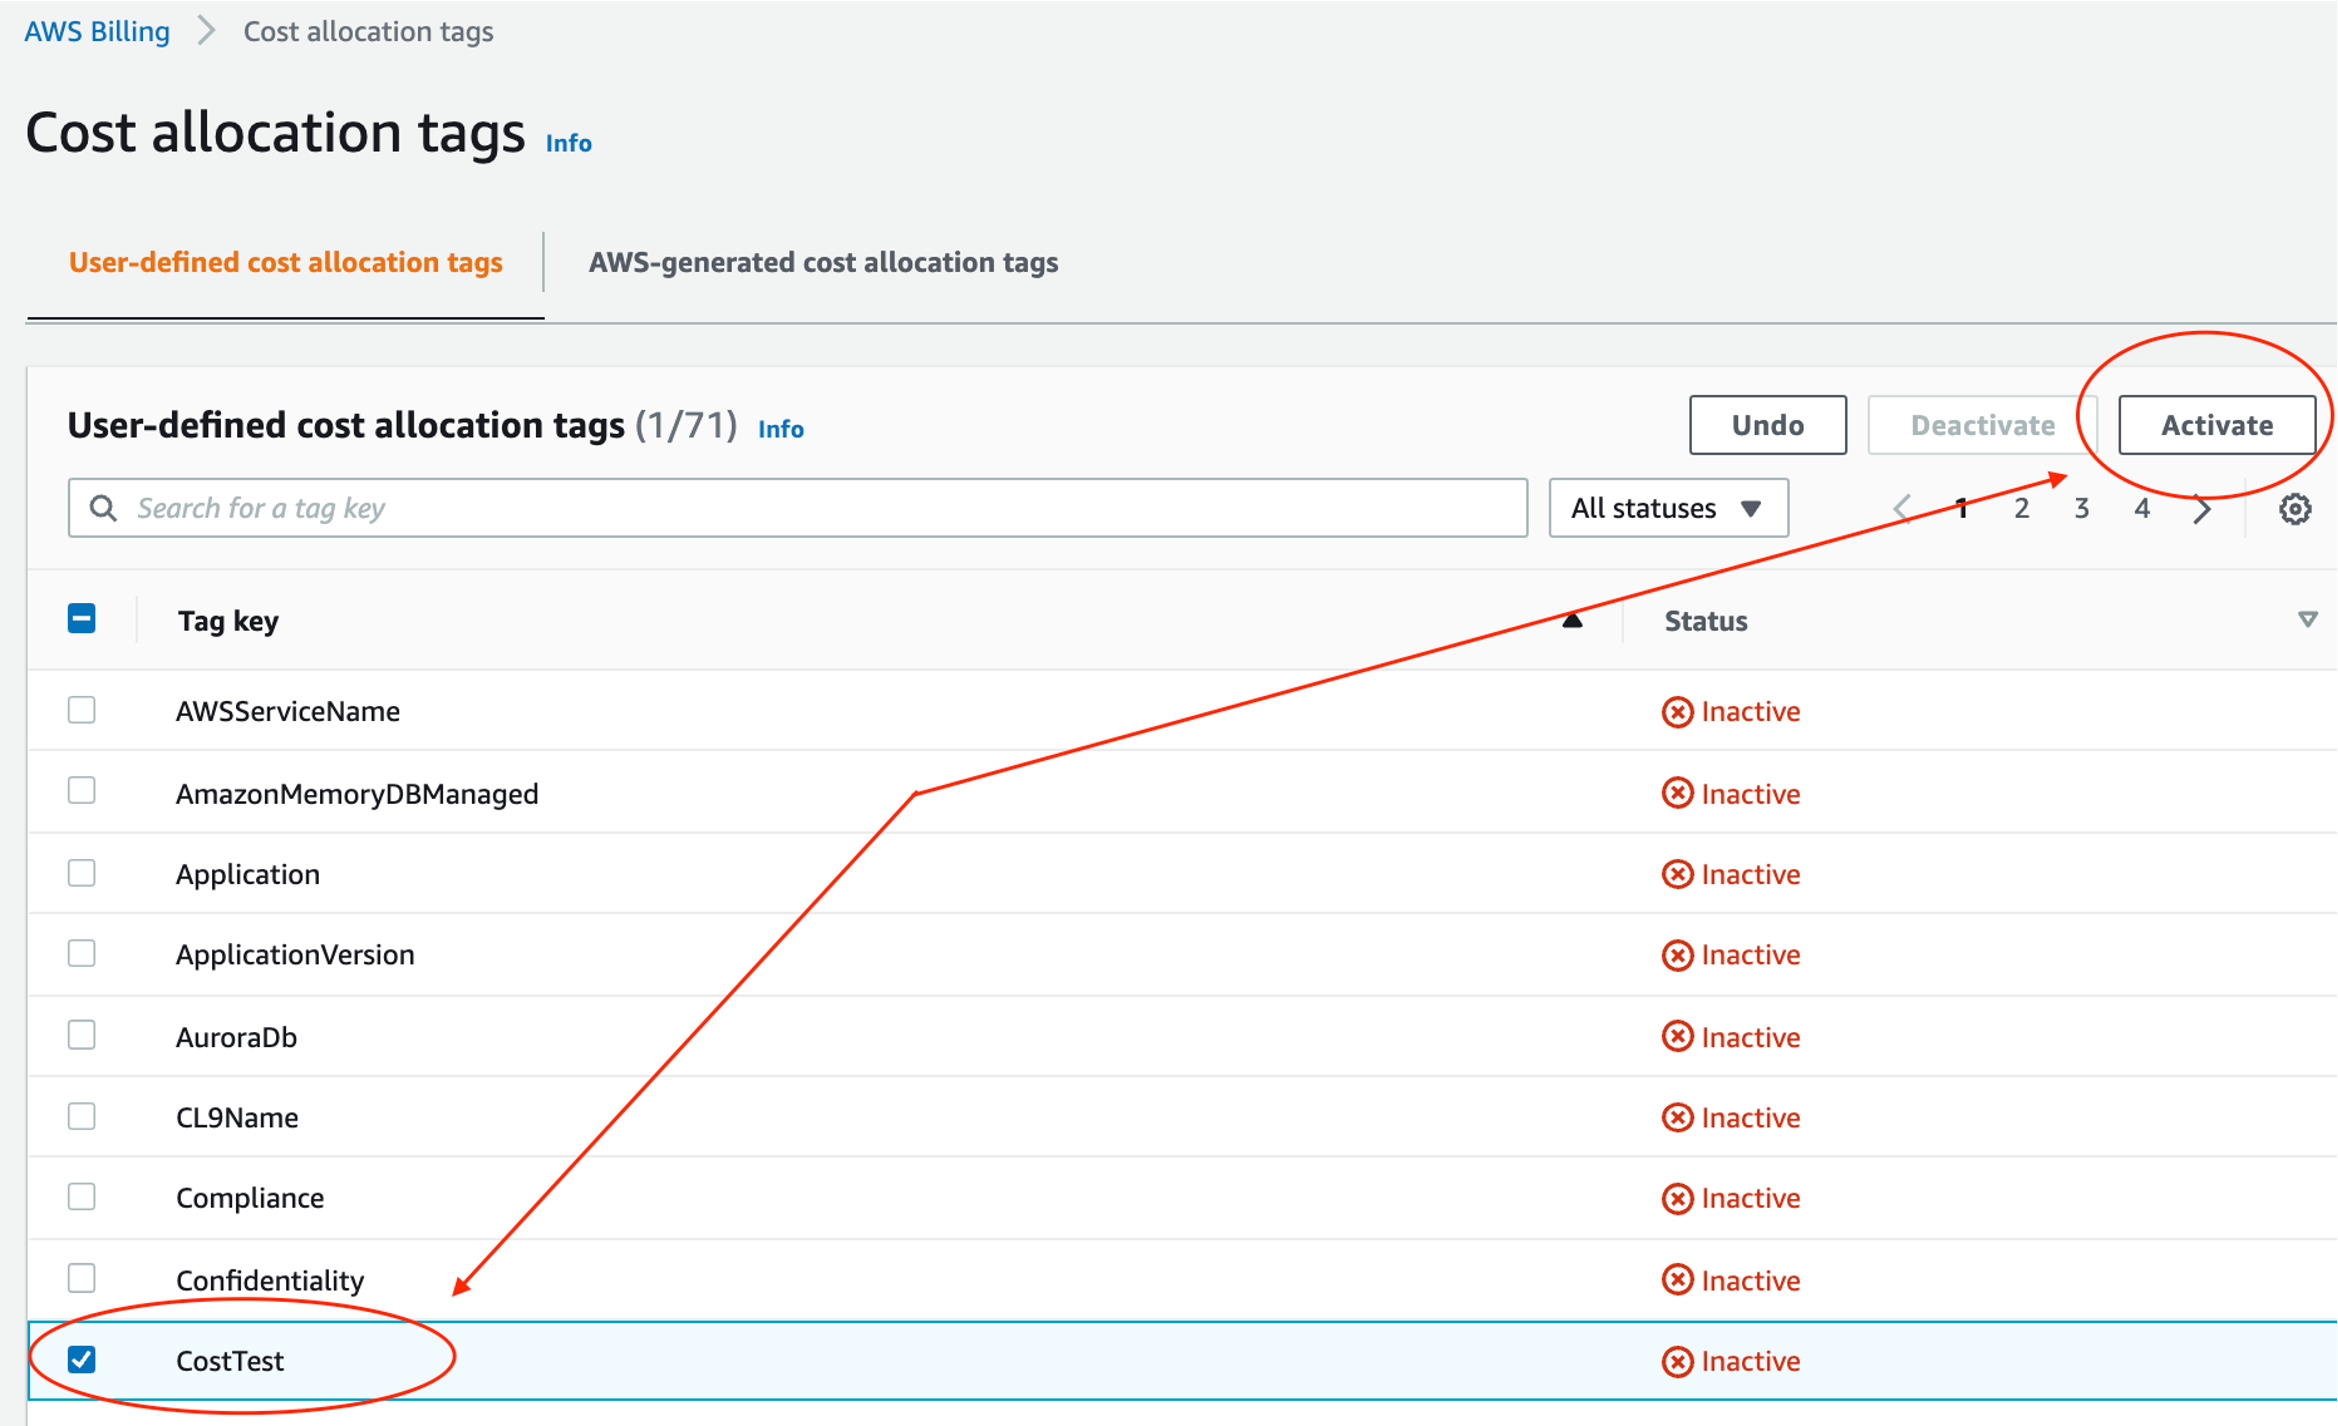 AWS Billing > Cost allocation tags
Cost allocation tags Info
User-defined cost allocation tags AWS-generated cost allocation tags
User-defined cost allocation tags (1/71) Info Undo Deactivate Activate
Search for a tag key All statuses 1 2 3 4
Tag key Status
AWSServiceName Inactive
AmazonMemoryDBManaged Inactive
Application Inactive
ApplicationVersion Inactive
AuroraDb Inactive
CL9Name Inactive
Compliance Inactive
Confidentiality Inactive
CostTest Inactive